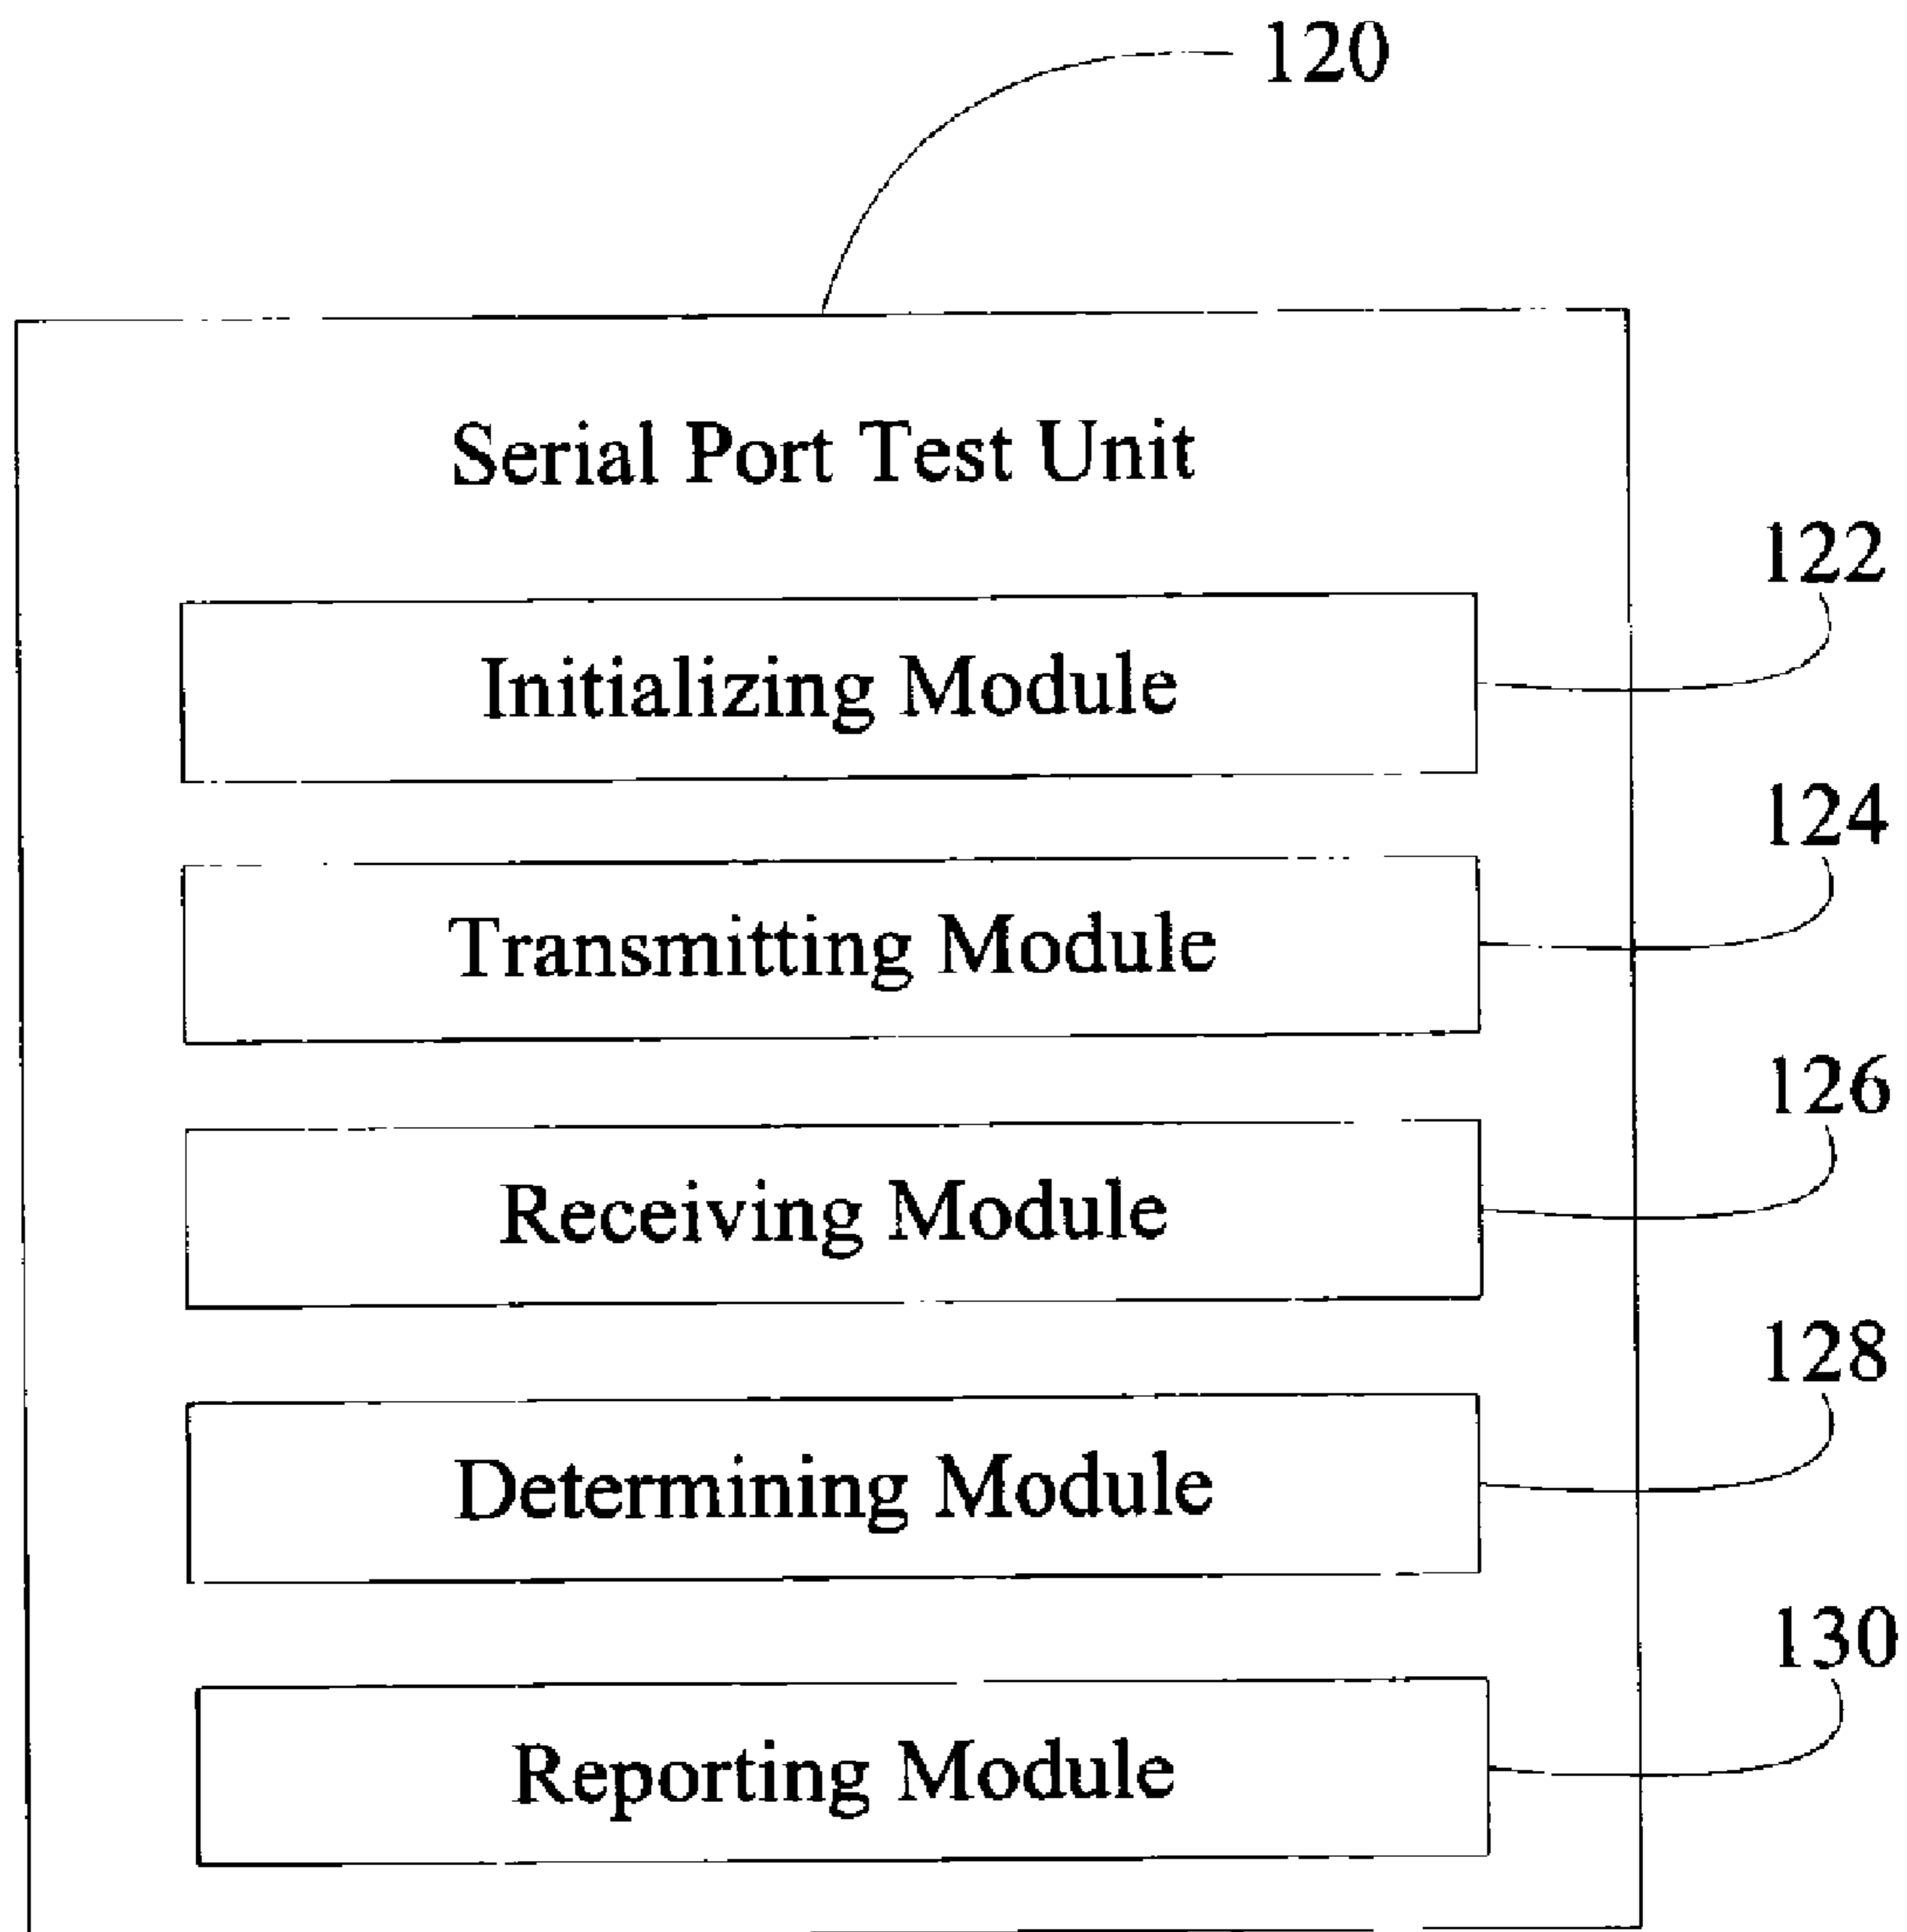 120
Serial Port Test Unit
122
Initializing Module
124
Transmitting Module
126
Receiving Module
128
Determining Module
130
Reporting Module